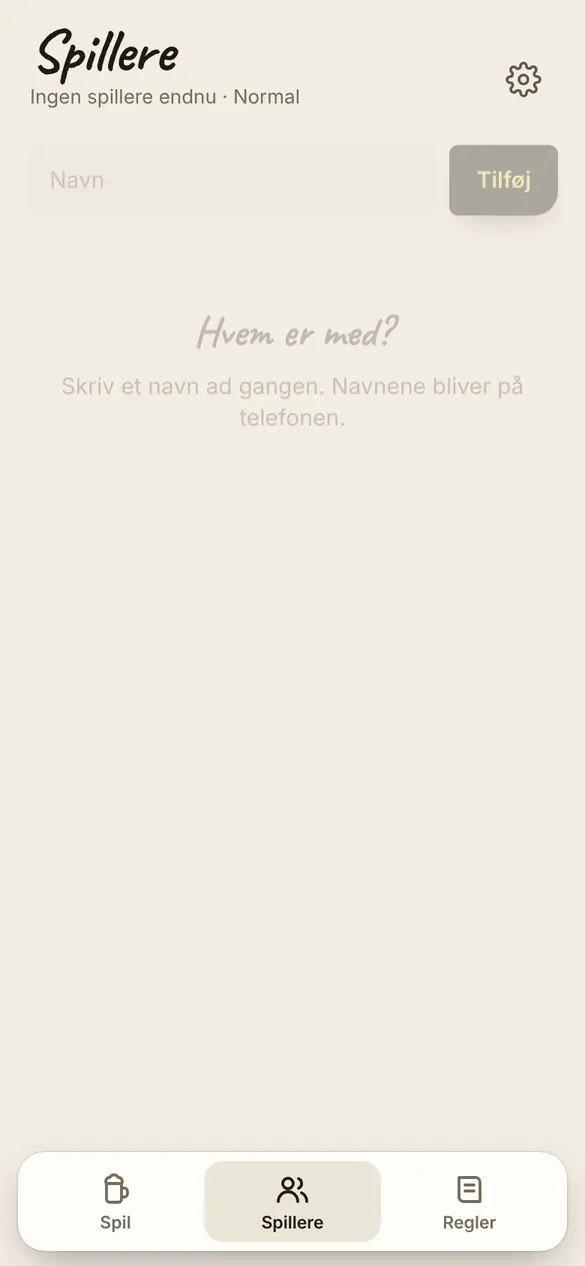 Spillere
Ingen spillere endnu · Normal
Navn
Tilføj
Hvem er med?
Skriv et navn ad gangen. Navnene bliver på
telefonen.
Spil
Spillere
Regler